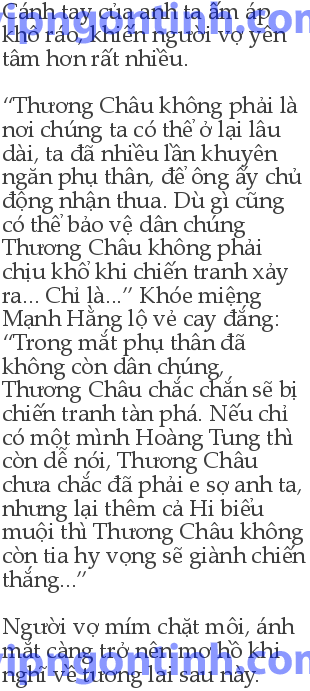 Cánh tay của anh ta ấm áp
khô ráo, khiến người vợ yên
tâm hơn rất nhiều.
“Thương Châu không phải là
nơi chúng ta có thể ở lại lâu
dài, ta đã nhiều lần khuyên
ngăn phụ thân, để ông ấy chủ
động nhận thua. Dù gì cũng
có thể bảo vệ dân chúng
Thương Châu không phải
chịu khổ khi chiến tranh xảy
ra... Chỉ là...” Khóe miệng
Mạnh Hằng lộ vẻ cay đắng:
“Trong mắt phụ thân đã
không còn dân chúng,
Thương Châu chắc chắn sẽ bị
chiến tranh tàn phá. Nếu chỉ
có một mình Hoàng Tung thì
còn dễ nói, Thương Châu
chưa chắc đã phải e sợ anh ta,
nhưng lại thêm cả Hi biểu
muội thì Thương Châu không
còn tia hy vọng sẽ giành chiến
thắng...”
Người vợ mím chặt môi, ánh
mắt càng trở nên mơ hồ khi
nghĩ về tương lai sau này.